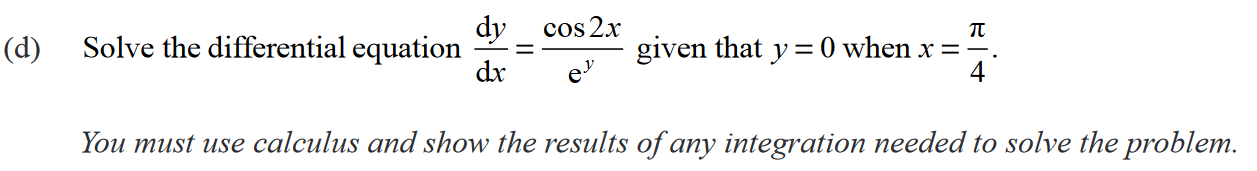 (d) Solve the differential equation dy/dx = cos 2x / e^y given that y = 0 when x = π/4.
You must use calculus and show the results of any integration needed to solve the problem.